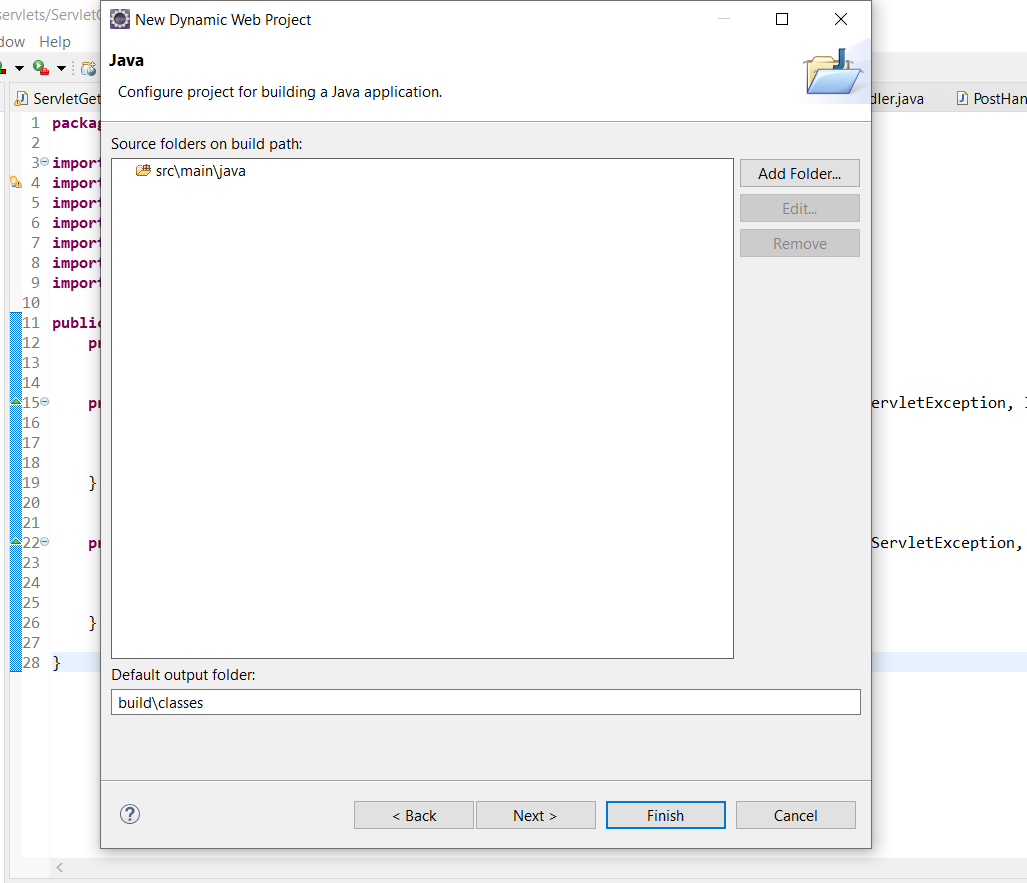 servlets/Servlet
New Dynamic Web Project
dow Help
Java
Configure project for building a Java application.
ServletGet
dler.java
PostHan
Source folders on build path:
src\main\java
Add Folder...
Edit...
Remove
1 packag
2
3 import
4 import
5 import
6 import
7 import
8 import
9 import
10
11 public
12 pr
13
14
15 pr
ervletException, I
16
17
18
19 }
20
21
22 pr
ServletException,
23
24
25
26 }
27
28 }
Default output folder:
build\classes
?
< Back
Next >
Finish
Cancel